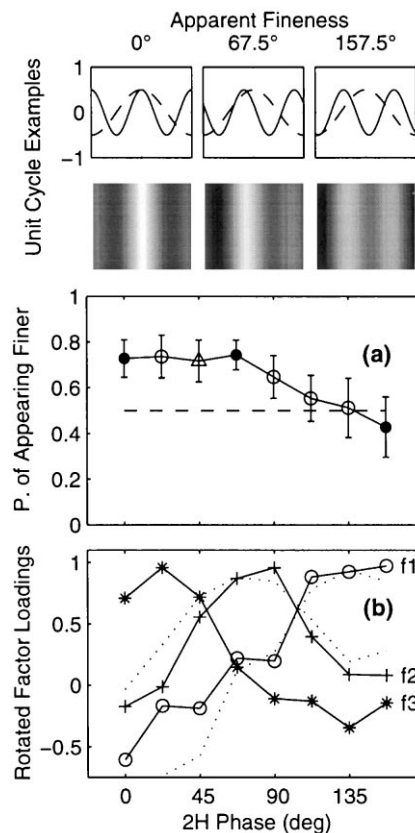 Apparent Fineness
0° 67.5° 157.5°
Unit Cycle Examples
1
0
−1
P. of Appearing Finer
1
0.8
0.6
0.4
0.2
0
(a)
Rotated Factor Loadings
1
0.5
0
−0.5
f1
(b)
f2
f3
0 45 90 135
2H Phase (deg)